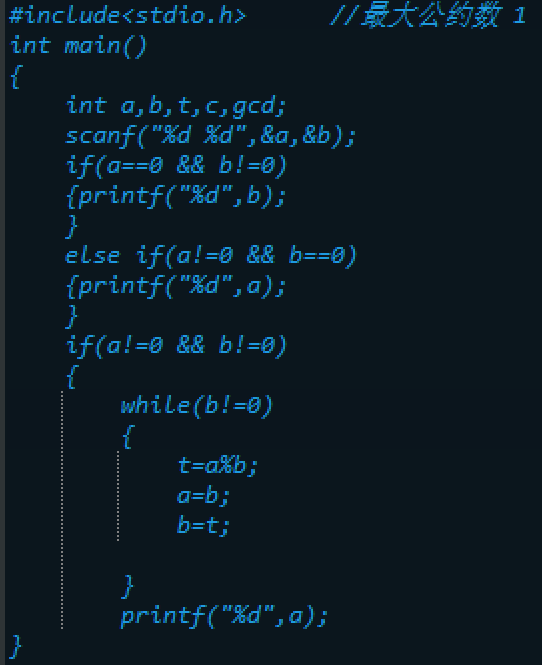 #include<stdio.h>      //最大公约数 1
int main()
{
    int a,b,t,c,gcd;
    scanf("%d %d",&a,&b);
    if(a==0 && b!=0)
    {printf("%d",b);
    }
    else if(a!=0 && b==0)
    {printf("%d",a);
    }
    if(a!=0 && b!=0)
    {
        while(b!=0)
        {
            t=a%b;
            a=b;
            b=t;

        }
        printf("%d",a);
}